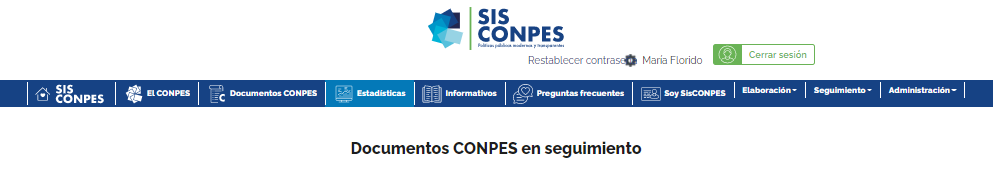 SIS
CONPES
Políticas públicas modernas y transparentes
Restablecer contrase María Florido Cerrar sesión
SIS CONPES El CONPES Documentos CONPES Estadísticas Informativos Preguntas frecuentes Soy SisCONPES Elaboración Seguimiento Administración
Documentos CONPES en seguimiento